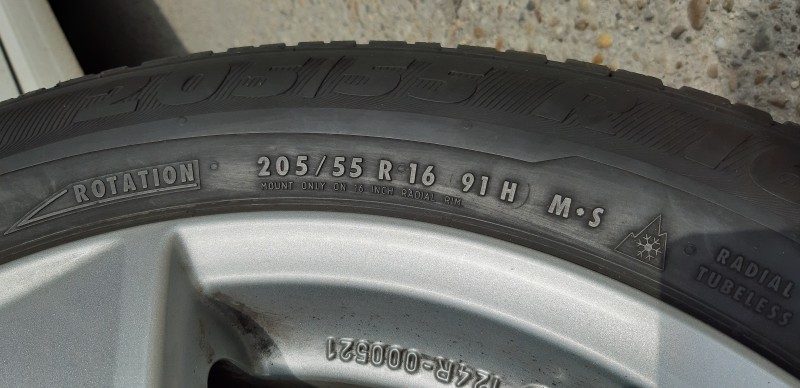 205/55 R 16
ROTATION
205/55 R 16 (91 H) M•S
MOUNT ONLY ON 16 INCH RADIAL RIM.
RADIAL
TUBELESS
124R-000521